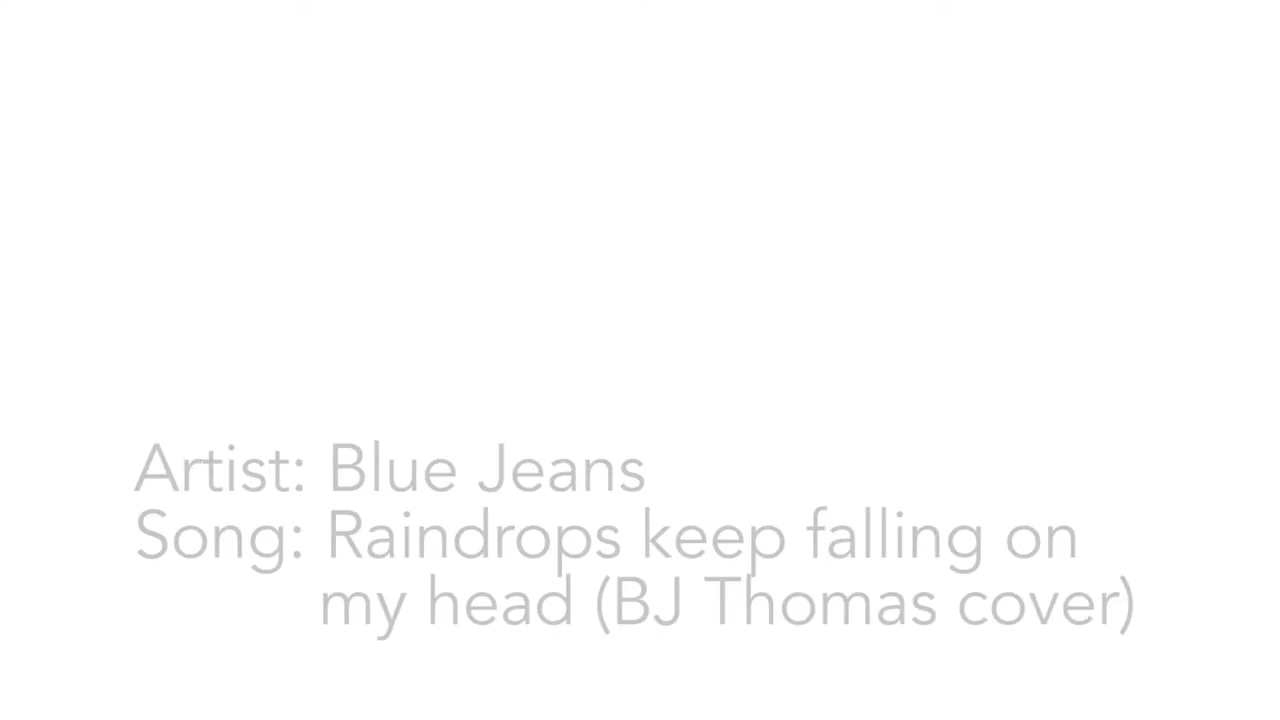 Artist: Blue Jeans
Song: Raindrops keep falling on
my head (BJ Thomas cover)